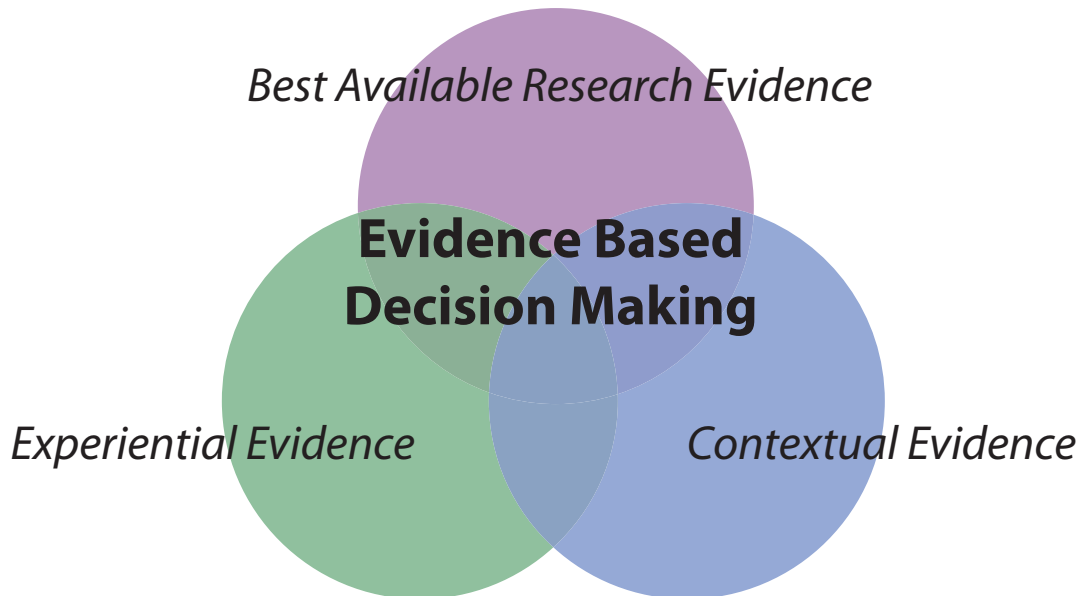 Best Available Research Evidence
Evidence Based
Decision Making
Experiential Evidence
Contextual Evidence